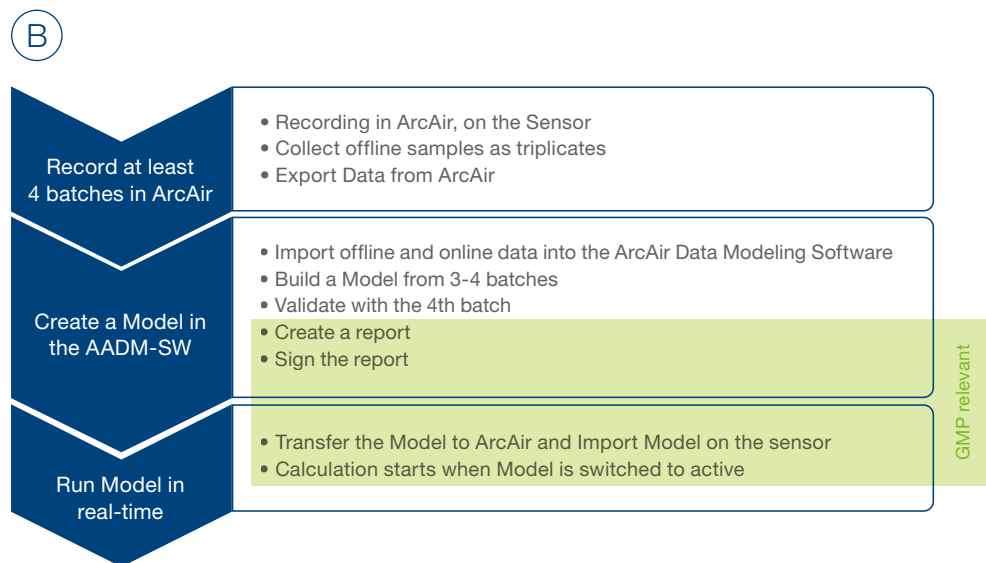 B
Record at least
4 batches in ArcAir
• Recording in ArcAir, on the Sensor
• Collect offline samples as triplicates
• Export Data from ArcAir
Create a Model in
the AADM-SW
• Import offline and online data into the ArcAir Data Modeling Software
• Build a Model from 3-4 batches
• Validate with the 4th batch
• Create a report
• Sign the report
Run Model in
real-time
• Transfer the Model to ArcAir and Import Model on the sensor
• Calculation starts when Model is switched to active
GMP relevant